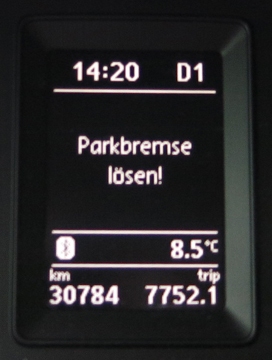 14:20 D1
Parkbremse
lösen!
8.5°C
km trip
30784 7752.1